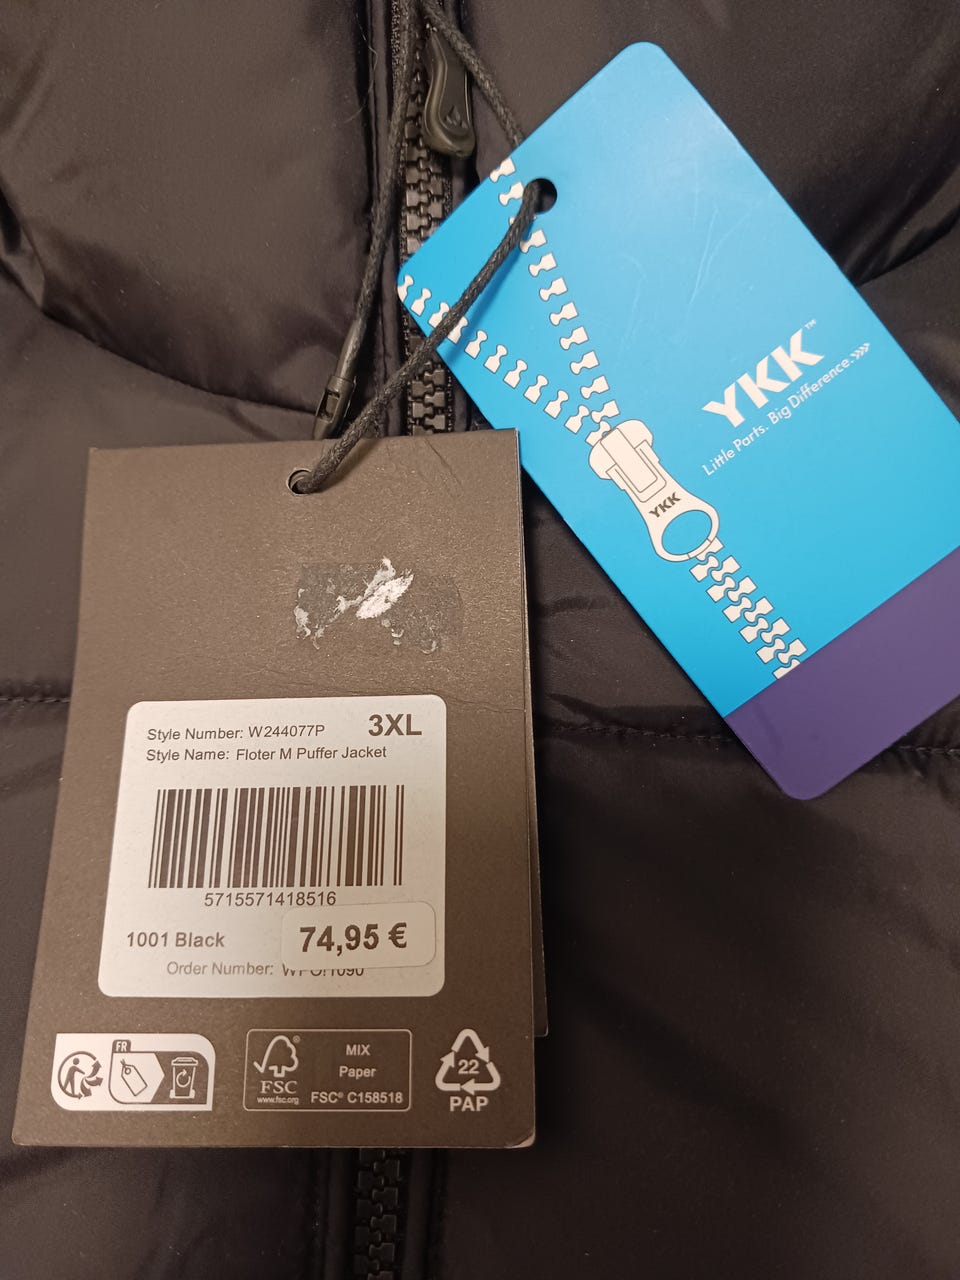 YKK™
Little Parts. Big Difference.
YKK
Style Number: W244077P
3XL
Style Name: Floter M Puffer Jacket
5715571418516
1001 Black
74,95 €
Order Number:
FR
FSC®
www.fsc.org
MIX
Paper
FSC® C158518
22
PAP